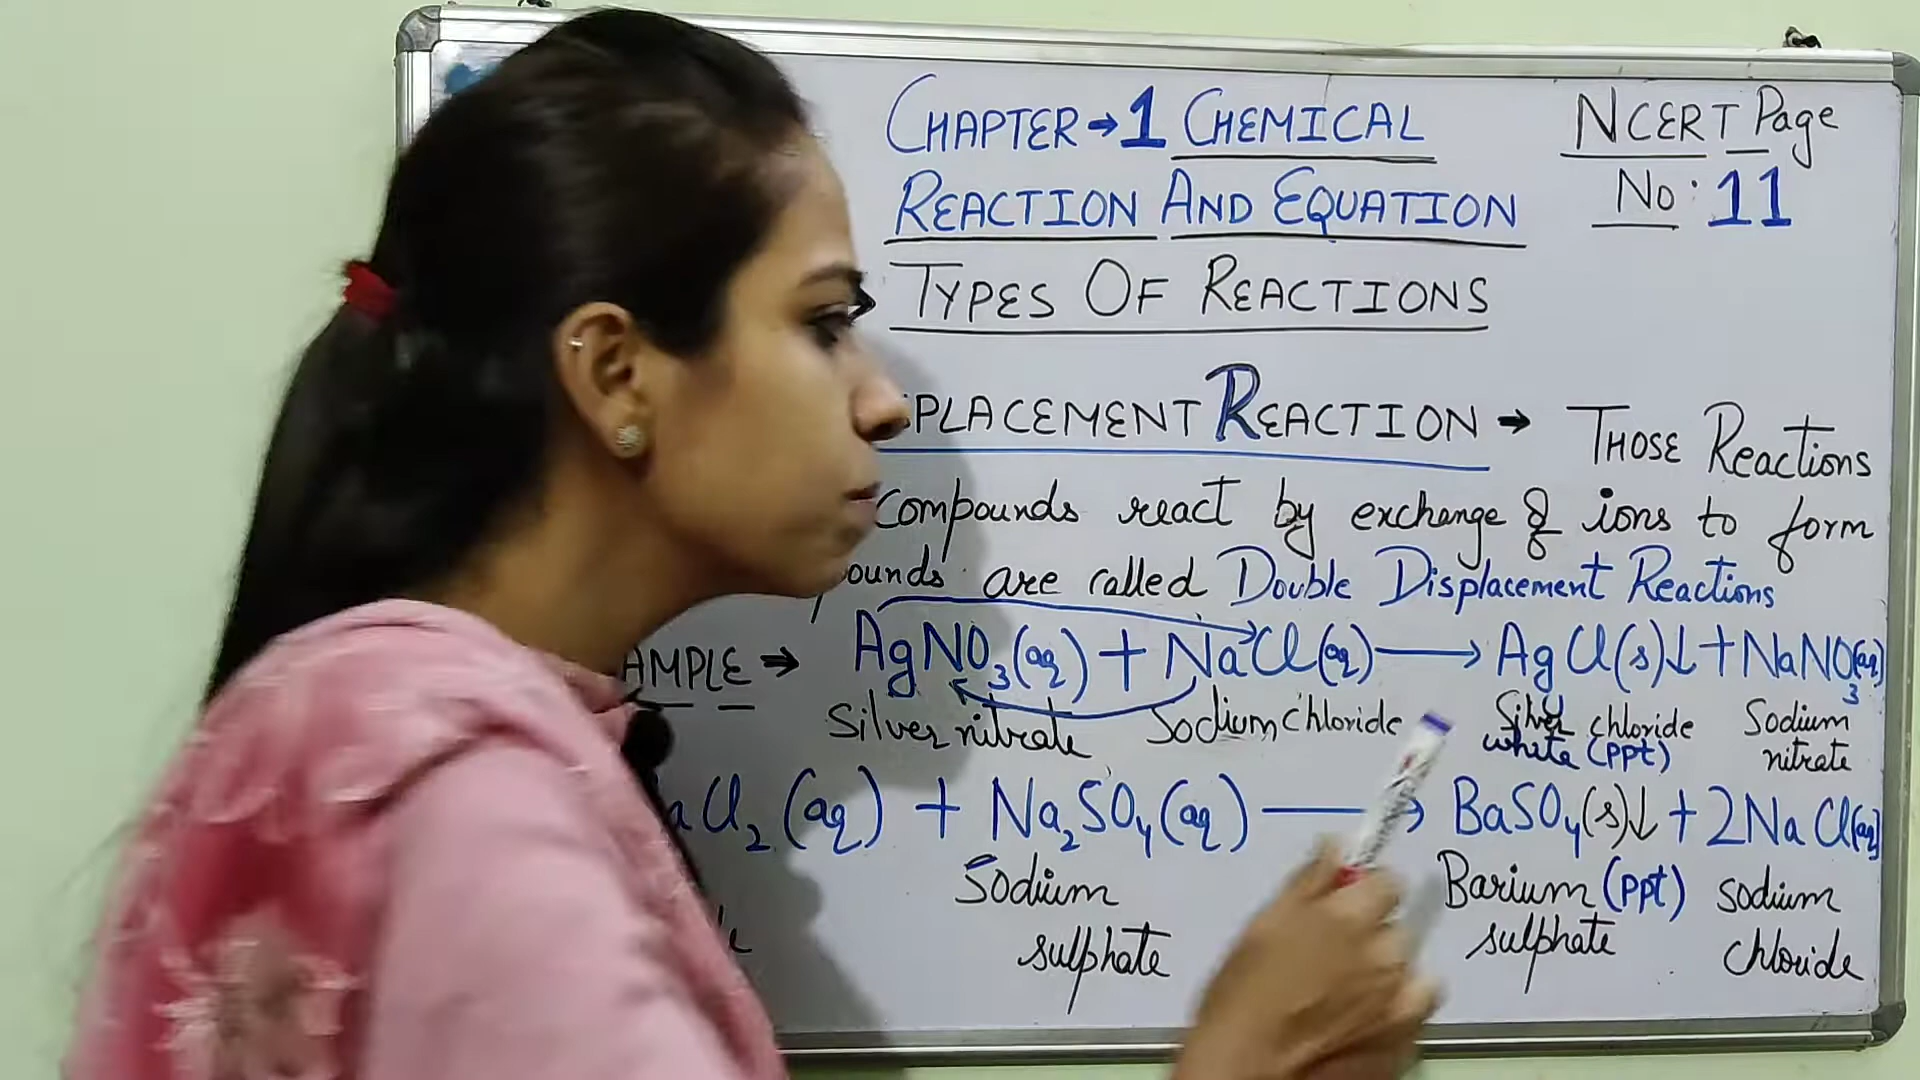 CHAPTER → 1 CHEMICAL
REACTION AND EQUATION
NCERT Page
No: 11
TYPES OF REACTIONS
PLACEMENT REACTION → THOSE Reactions
compounds react by exchange of ions to form
ounds are called Double Displacement Reactions
AMPLE ⇒ AgNO₃(aq) + NaCl(aq) ⟶ AgCl(s)↓ + NaNO₃(aq)
Silver nitrate Sodium chloride Silver chloride Sodium nitrate
white (ppt)
aCl₂ (aq) + Na₂SO₄(aq) ⟶ BaSO₄(s)↓ + 2NaCl(aq)
Sodium sulphate Barium (ppt) sulphate sodium chloride